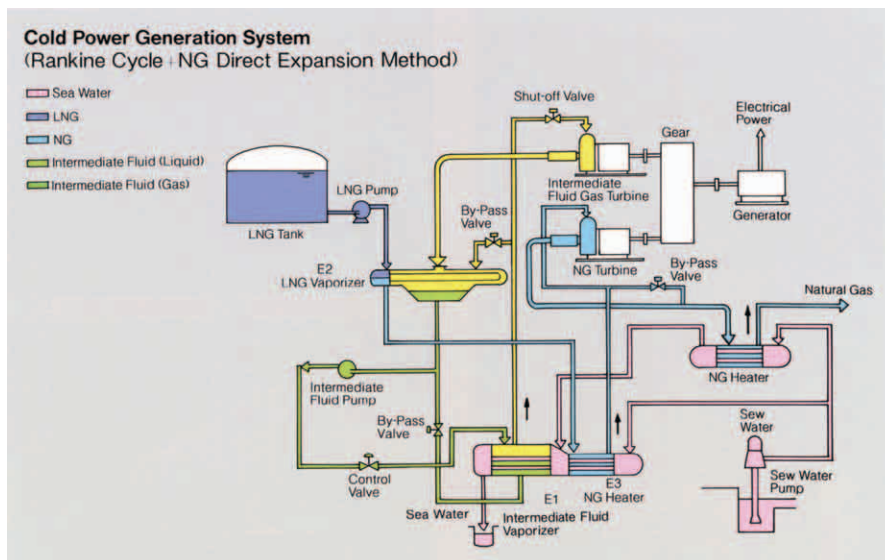 Cold Power Generation System
(Rankine Cycle+NG Direct Expansion Method)
Sea Water
LNG
NG
Intermediate Fluid (Liquid)
Intermediate Fluid (Gas)
Shut-off Valve
Gear
Electrical
Power
Intermediate
Fluid Gas Turbine
Generator
LNG Pump
LNG Tank
By-Pass
Valve
NG Turbine
By-Pass
Valve
E2
LNG Vaporizer
Natural Gas
NG Heater
Intermediate
Fluid Pump
By-Pass
Valve
Control
Valve
Sew
Water
Sew Water
Pump
E1
E3
NG Heater
Sea Water
Intermediate Fluid
Vaporizer